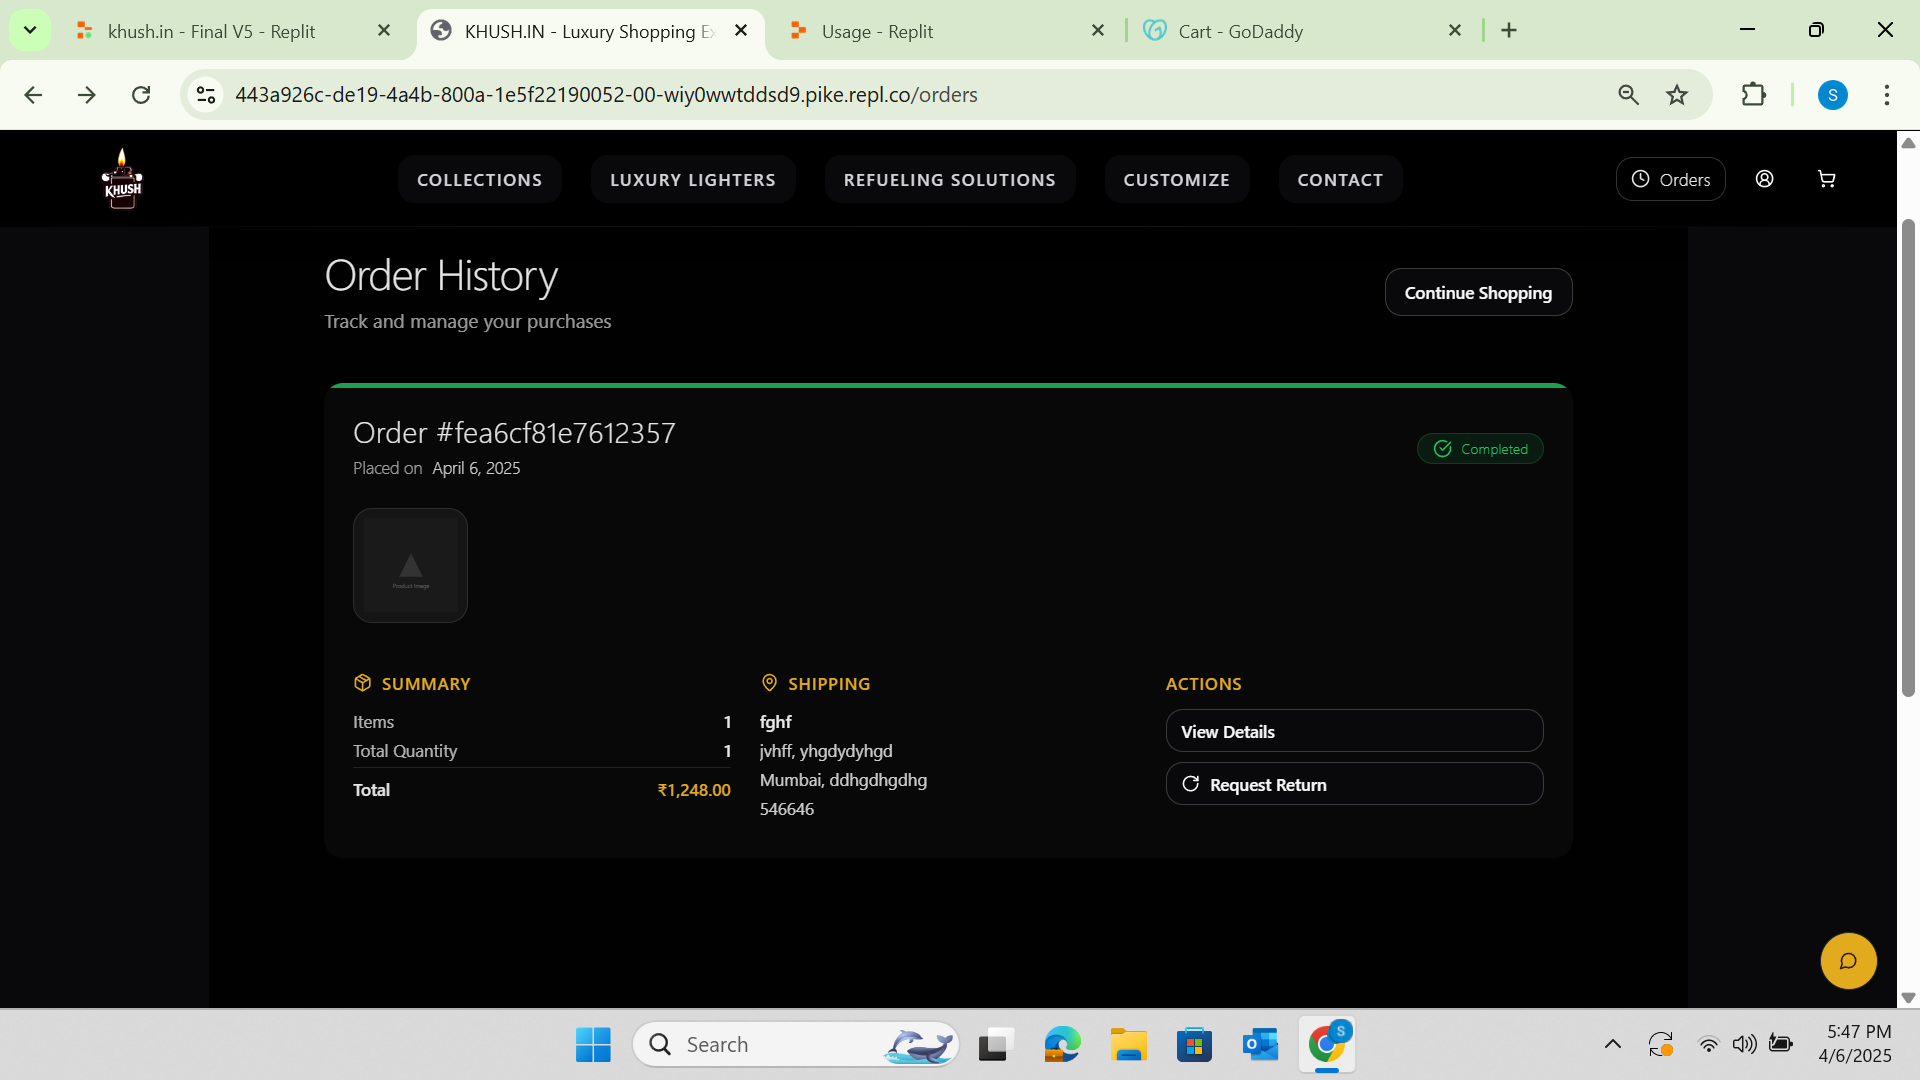 khush.in - Final V5 - Replit
KHUSH.IN - Luxury Shopping Ex
Usage - Replit
Cart - GoDaddy
443a926c-de19-4a4b-800a-1e5f22190052-00-wiy0wwtddsd9.pike.repl.co/orders
S
KHUSH
COLLECTIONS
LUXURY LIGHTERS
REFUELING SOLUTIONS
CUSTOMIZE
CONTACT
Orders
Order History
Continue Shopping
Track and manage your purchases
Order #fea6cf81e7612357
Completed
Placed on April 6, 2025
Product Image
SUMMARY
Items 1
Total Quantity 1
Total ₹1,248.00
SHIPPING
fghf
jvhff, yhgdydyhgd
Mumbai, ddhgdhgdhg
546646
ACTIONS
View Details
Request Return
Search
S
5:47 PM
4/6/2025